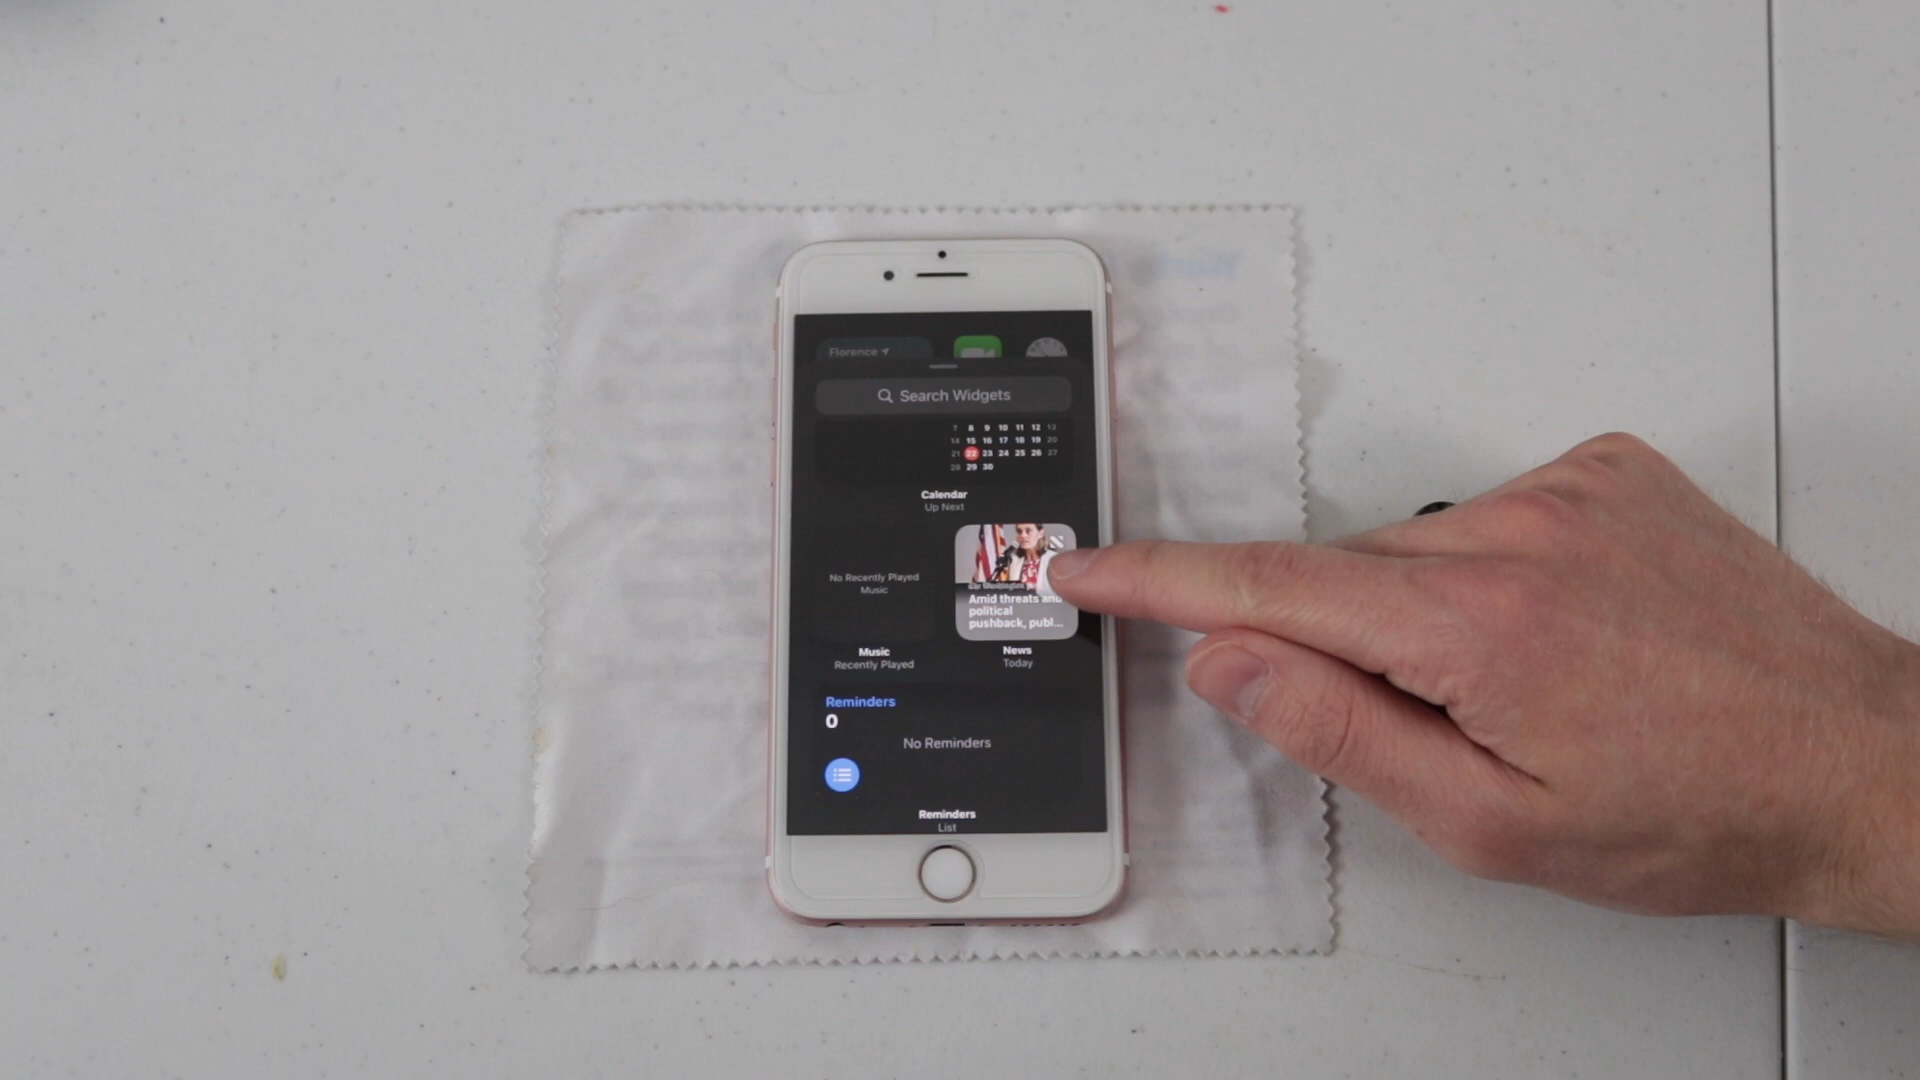 Florence
Search Widgets
7 8 9 10 11 12 13
14 15 16 17 18 19 20
21 22 23 24 25 26 27
28 29 30
Calendar
Up Next
No Recently Played
Music
Amid threats and
political
pushback, publ...
Music
Recently Played
News
Today
Reminders
0
No Reminders
Reminders
List